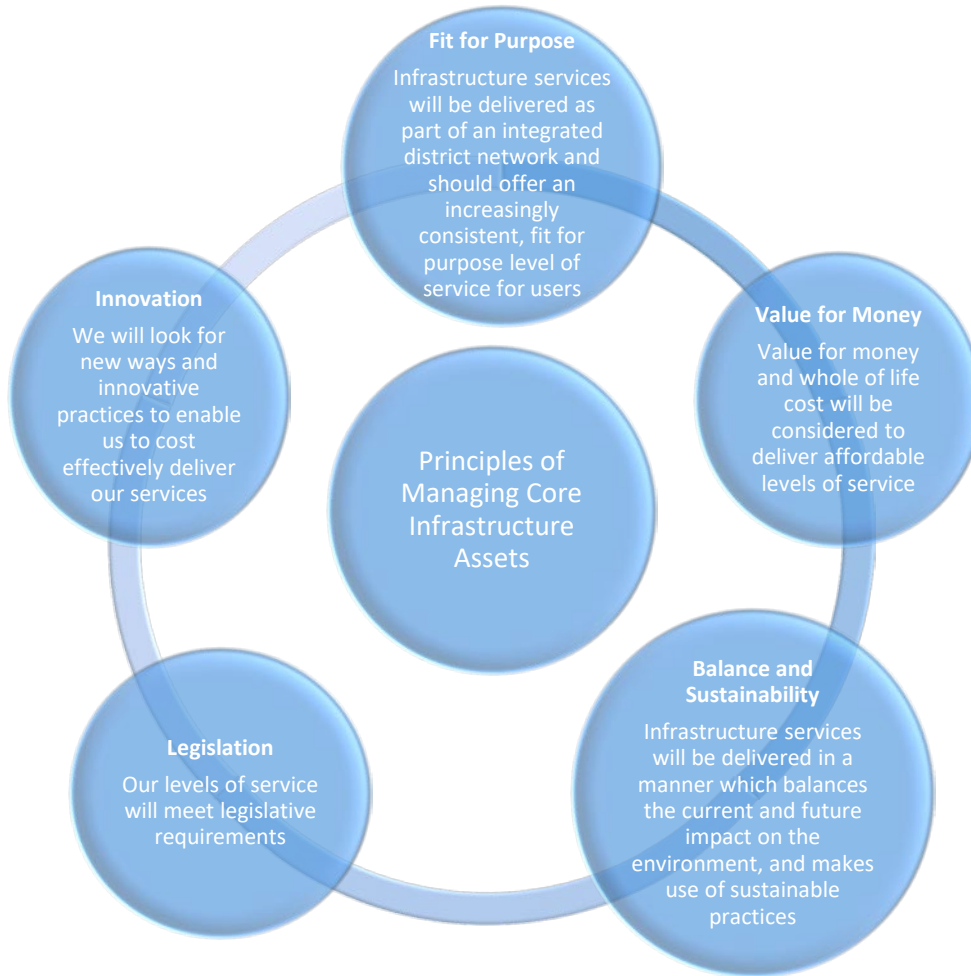 Fit for Purpose
Infrastructure services
will be delivered as
part of an integrated
district network and
should offer an
increasingly
consistent, fit for
purpose level of
service for users
Value for Money
Value for money
and whole of life
cost will be
considered to
deliver affordable
levels of service
Balance and
Sustainability
Infrastructure services
will be delivered in a
manner which balances
the current and future
impact on the
environment, and makes
use of sustainable
practices
Legislation
Our levels of service
will meet legislative
requirements
Innovation
We will look for
new ways and
innovative
practices to enable
us to cost
effectively deliver
our services
Principles of
Managing Core
Infrastructure
Assets